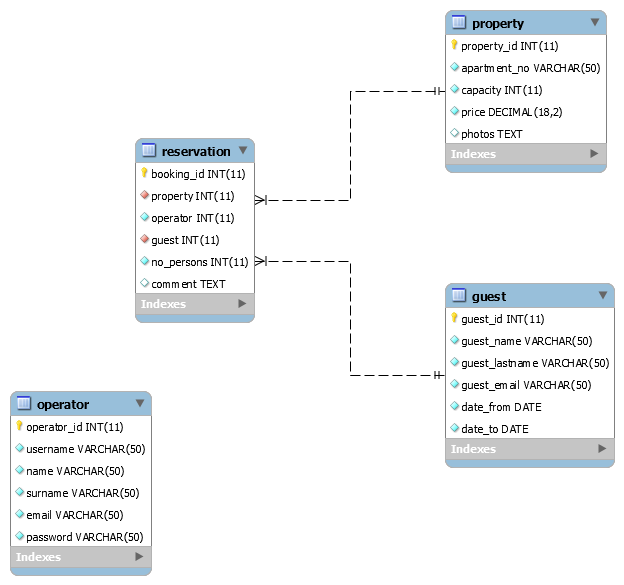 property
property_id INT(11)
apartment_no VARCHAR(50)
capacity INT(11)
price DECIMAL(18,2)
photos TEXT
Indexes
reservation
booking_id INT(11)
property INT(11)
operator INT(11)
guest INT(11)
no_persons INT(11)
comment TEXT
Indexes
guest
guest_id INT(11)
guest_name VARCHAR(50)
guest_lastname VARCHAR(50)
guest_email VARCHAR(50)
date_from DATE
date_to DATE
Indexes
operator
operator_id INT(11)
username VARCHAR(50)
name VARCHAR(50)
surname VARCHAR(50)
email VARCHAR(50)
password VARCHAR(50)
Indexes